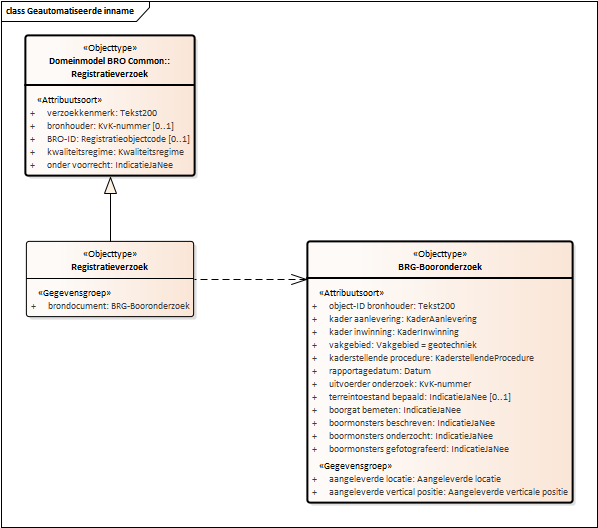 class Geautomatiseerde inname
«Objecttype»
Domeinmodel BRO Common::
Registratieverzoek
«Attribuutsoort»
+ verzoekkenmerk: Tekst200
+ bronhouder: KvK-nummer [0..1]
+ BRO-ID: Registratieobjectcode [0..1]
+ kwaliteitsregime: Kwaliteitsregime
+ onder voorrecht: IndicatieJaNee
«Objecttype»
Registratieverzoek
«Gegevensgroep»
+ brondocument: BRG-Booronderzoek
«Objecttype»
BRG-Booronderzoek
«Attribuutsoort»
+ object-ID bronhouder: Tekst200
+ kader aanlevering: KaderAanlevering
+ kader inwinning: KaderInwinning
+ vakgebied: Vakgebied = geotechniek
+ kaderstellende procedure: KaderstellendeProcedure
+ rapportagedatum: Datum
+ uitvoerder onderzoek: KvK-nummer
+ terreintoestand bepaald: IndicatieJaNee [0..1]
+ boorgat bemeten: IndicatieJaNee
+ boormonsters beschreven: IndicatieJaNee
+ boormonsters onderzocht: IndicatieJaNee
+ boormonsters gefotografeerd: IndicatieJaNee
«Gegevensgroep»
+ aangeleverde locatie: Aangeleverde locatie
+ aangeleverde vertical positie: Aangeleverde verticale positie